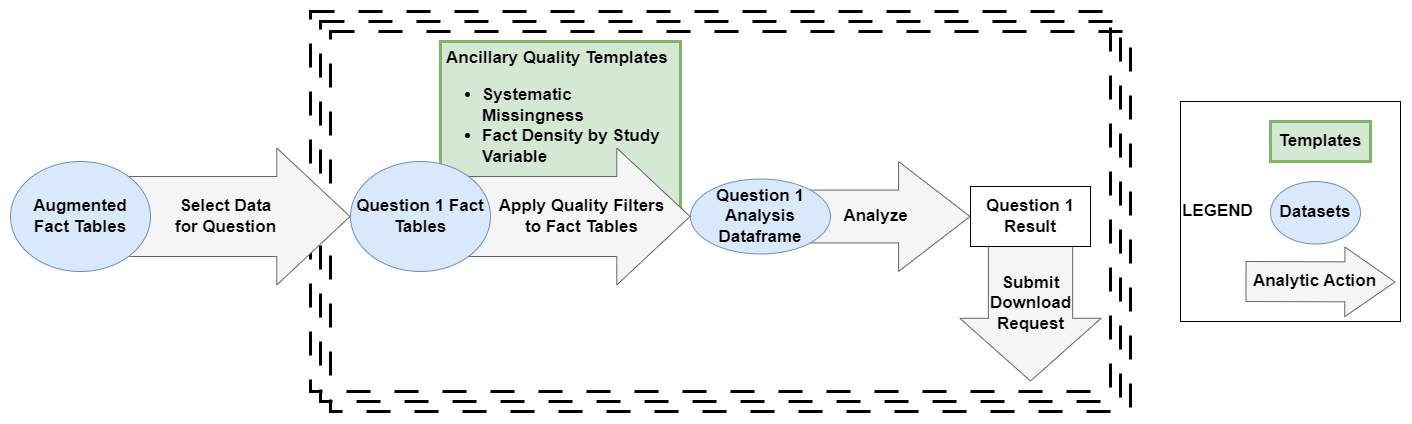 Ancillary Quality Templates
• Systematic
Missingness
• Fact Density by Study
Variable
Augmented
Fact Tables
Select Data
for Question
Question 1 Fact
Tables
Apply Quality Filters
to Fact Tables
Question 1
Analysis
Dataframe
Analyze
Question 1
Result
Submit
Download
Request
LEGEND
Templates
Datasets
Analytic Action